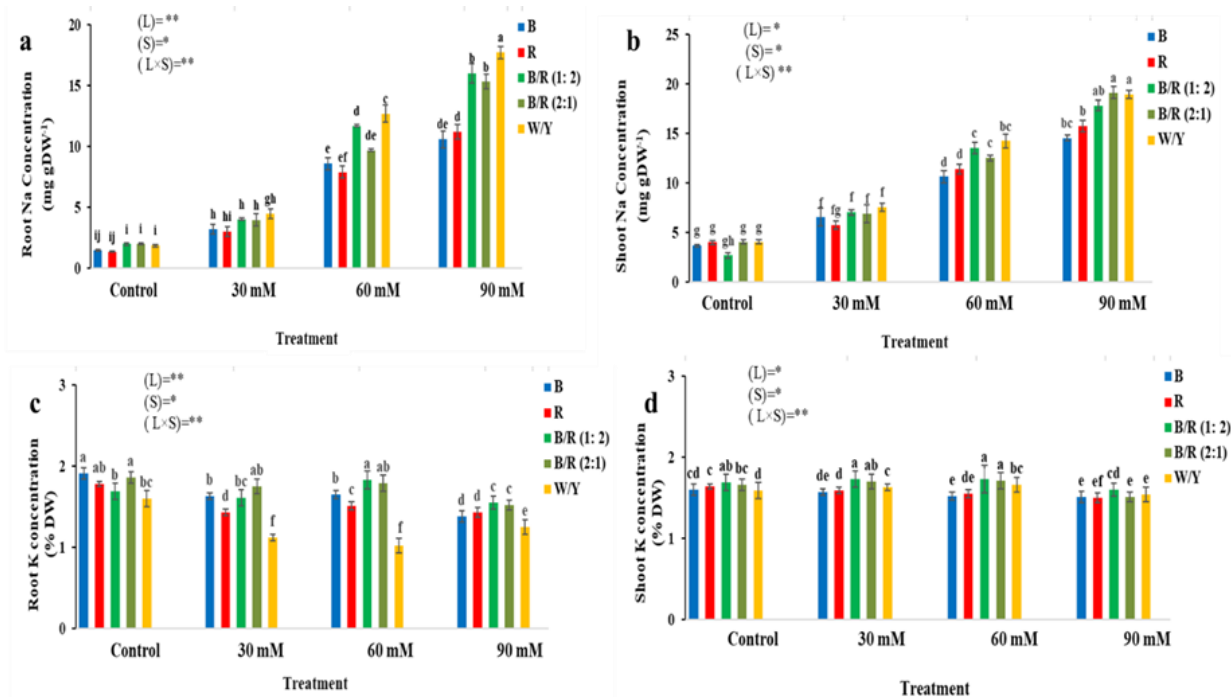 a
(L)= **
(S)=*
( L×S)=**
Root Na Concentration
(mg gDW⁻¹)
20
15
10
5
0
ij ij i i i
h hi h h gh
e ef d de c
de d b b a
Control 30 mM 60 mM 90 mM
Treatment
B
R
B/R (1: 2)
B/R (2:1)
W/Y
b
(L)= *
(S)= *
( L×S) **
Shoot Na Concentration
(mg gDW⁻¹)
25
20
15
10
5
0
g g gh g g
f fg f f f
d d c c bc
bc b ab a a
Control 30 mM 60 mM 90 mM
Treatment
B
R
B/R (1: 2)
B/R (2:1)
W/Y
c
(L)=**
(S)=*
( L×S)=**
Root K concentration
(% DW)
3
2
1
0
a ab b a bc
b d bc ab f
b c a ab f
d d c c e
Control 30 mM 60 mM 90 mM
Treatment
B
R
B/R (1: 2)
B/R (2:1)
W/Y
d
(L)=*
(S)=*
( L×S)=**
Shoot K concentration
(% DW)
3
2
1
0
cd c ab bc d
de d a ab c
e de a a bc
e ef cd e e
Control 30 mM 60 mM 90 mM
Treatment
B
R
B/R (1: 2)
B/R (2:1)
W/Y